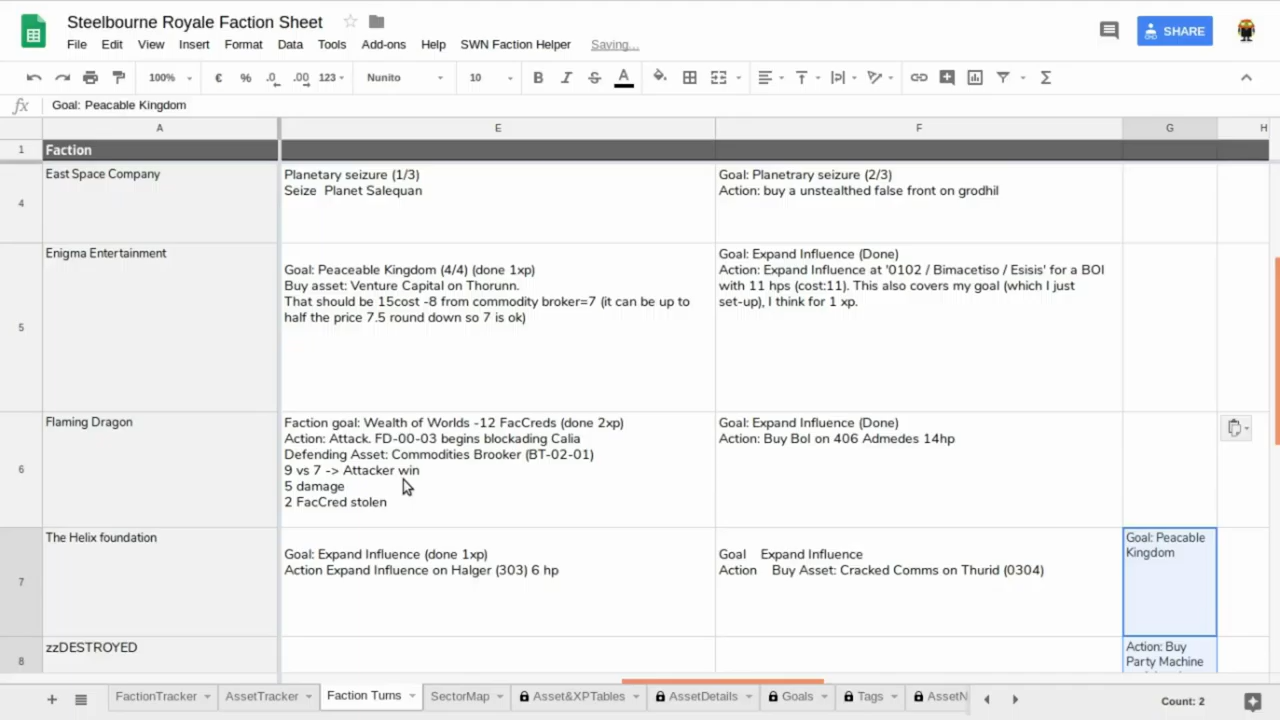 Steelbourne Royale Faction Sheet
File Edit View Insert Format Data Tools Add-ons Help SWN Faction Helper Saving...
SHARE
100% € % .0 .00 123 Nunito 10 B I S A
fx Goal: Peacable Kingdom
A E F G H
1 Faction
4 East Space Company
Planetary seizure (1/3)
Seize Planet Salequan
Goal: Planetrary seizure (2/3)
Action: buy a unstealthed false front on grodhil
5 Enigma Entertainment
Goal: Peaceable Kingdom (4/4) (done 1xp)
Buy asset: Venture Capital on Thorunn.
That should be 15cost -8 from commodity broker=7 (it can be up to
half the price 7.5 round down so 7 is ok)
Goal: Expand Influence (Done)
Action: Expand Influence at '0102 / Bimacetiso / Esisis' for a BOI
with 11 hps (cost:11). This also covers my goal (which I just
set-up), I think for 1 xp.
6 Flaming Dragon
Faction goal: Wealth of Worlds -12 FacCreds (done 2xp)
Action: Attack. FD-00-03 begins blockading Calia
Defending Asset: Commodities Brooker (BT-02-01)
9 vs 7 -> Attacker win
5 damage
2 FacCred stolen
Goal: Expand Influence (Done)
Action: Buy BoI on 406 Admedes 14hp
7 The Helix foundation
Goal: Expand Influence (done 1xp)
Action Expand Influence on Halger (303) 6 hp
Goal Expand Influence
Action Buy Asset: Cracked Comms on Thurid (0304)
Goal: Peacable
Kingdom
8 zzDESTROYED
Action: Buy
Party Machine
FactionTracker AssetTracker Faction Turns SectorMap Asset&XPTables AssetDetails Goals Tags AssetN
Count: 2